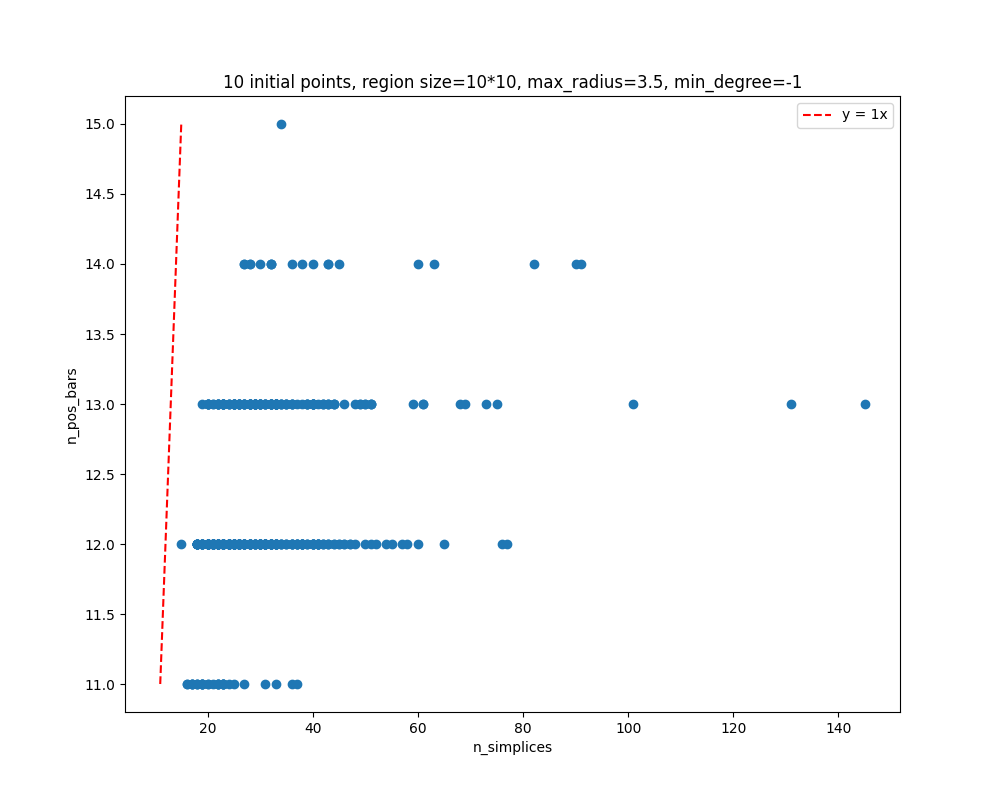 10 initial points, region size=10*10, max_radius=3.5, min_degree=-1
y = 1x
15.0
14.5
14.0
13.5
13.0
12.5
12.0
11.5
11.0
n_pos_bars
20 40 60 80 100 120 140
n_simplices